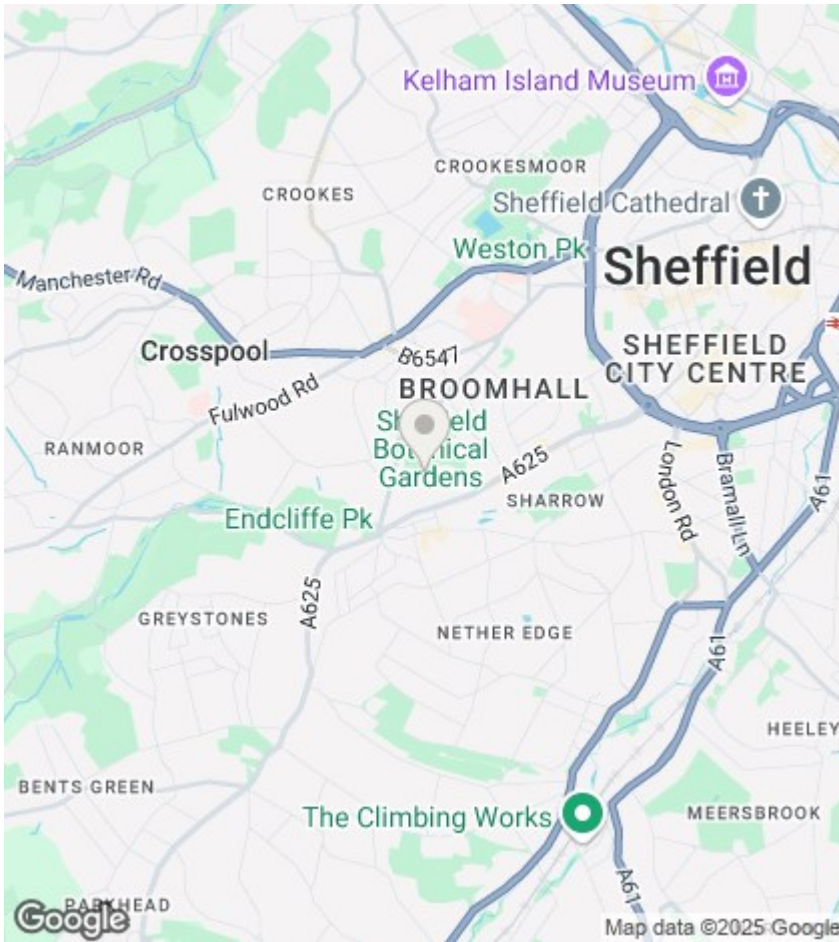 Kelham Island Museum
CROOKESMOOR
CROOKES
Sheffield Cathedral
Weston Pk
Manchester Rd
Sheffield
Crosspool
B6547
SHEFFIELD
CITY CENTRE
Fulwood Rd
BROOMHALL
RANMOOR
Botanical
Gardens
A625
London Rd
Bramall Ln
A61
SHARROW
Endcliffe Pk
GREYSTONES
A625
NETHER EDGE
A61
HEELEY
BENTS GREEN
The Climbing Works
MEERSBROOK
A61
Google
Map data ©2025 Google